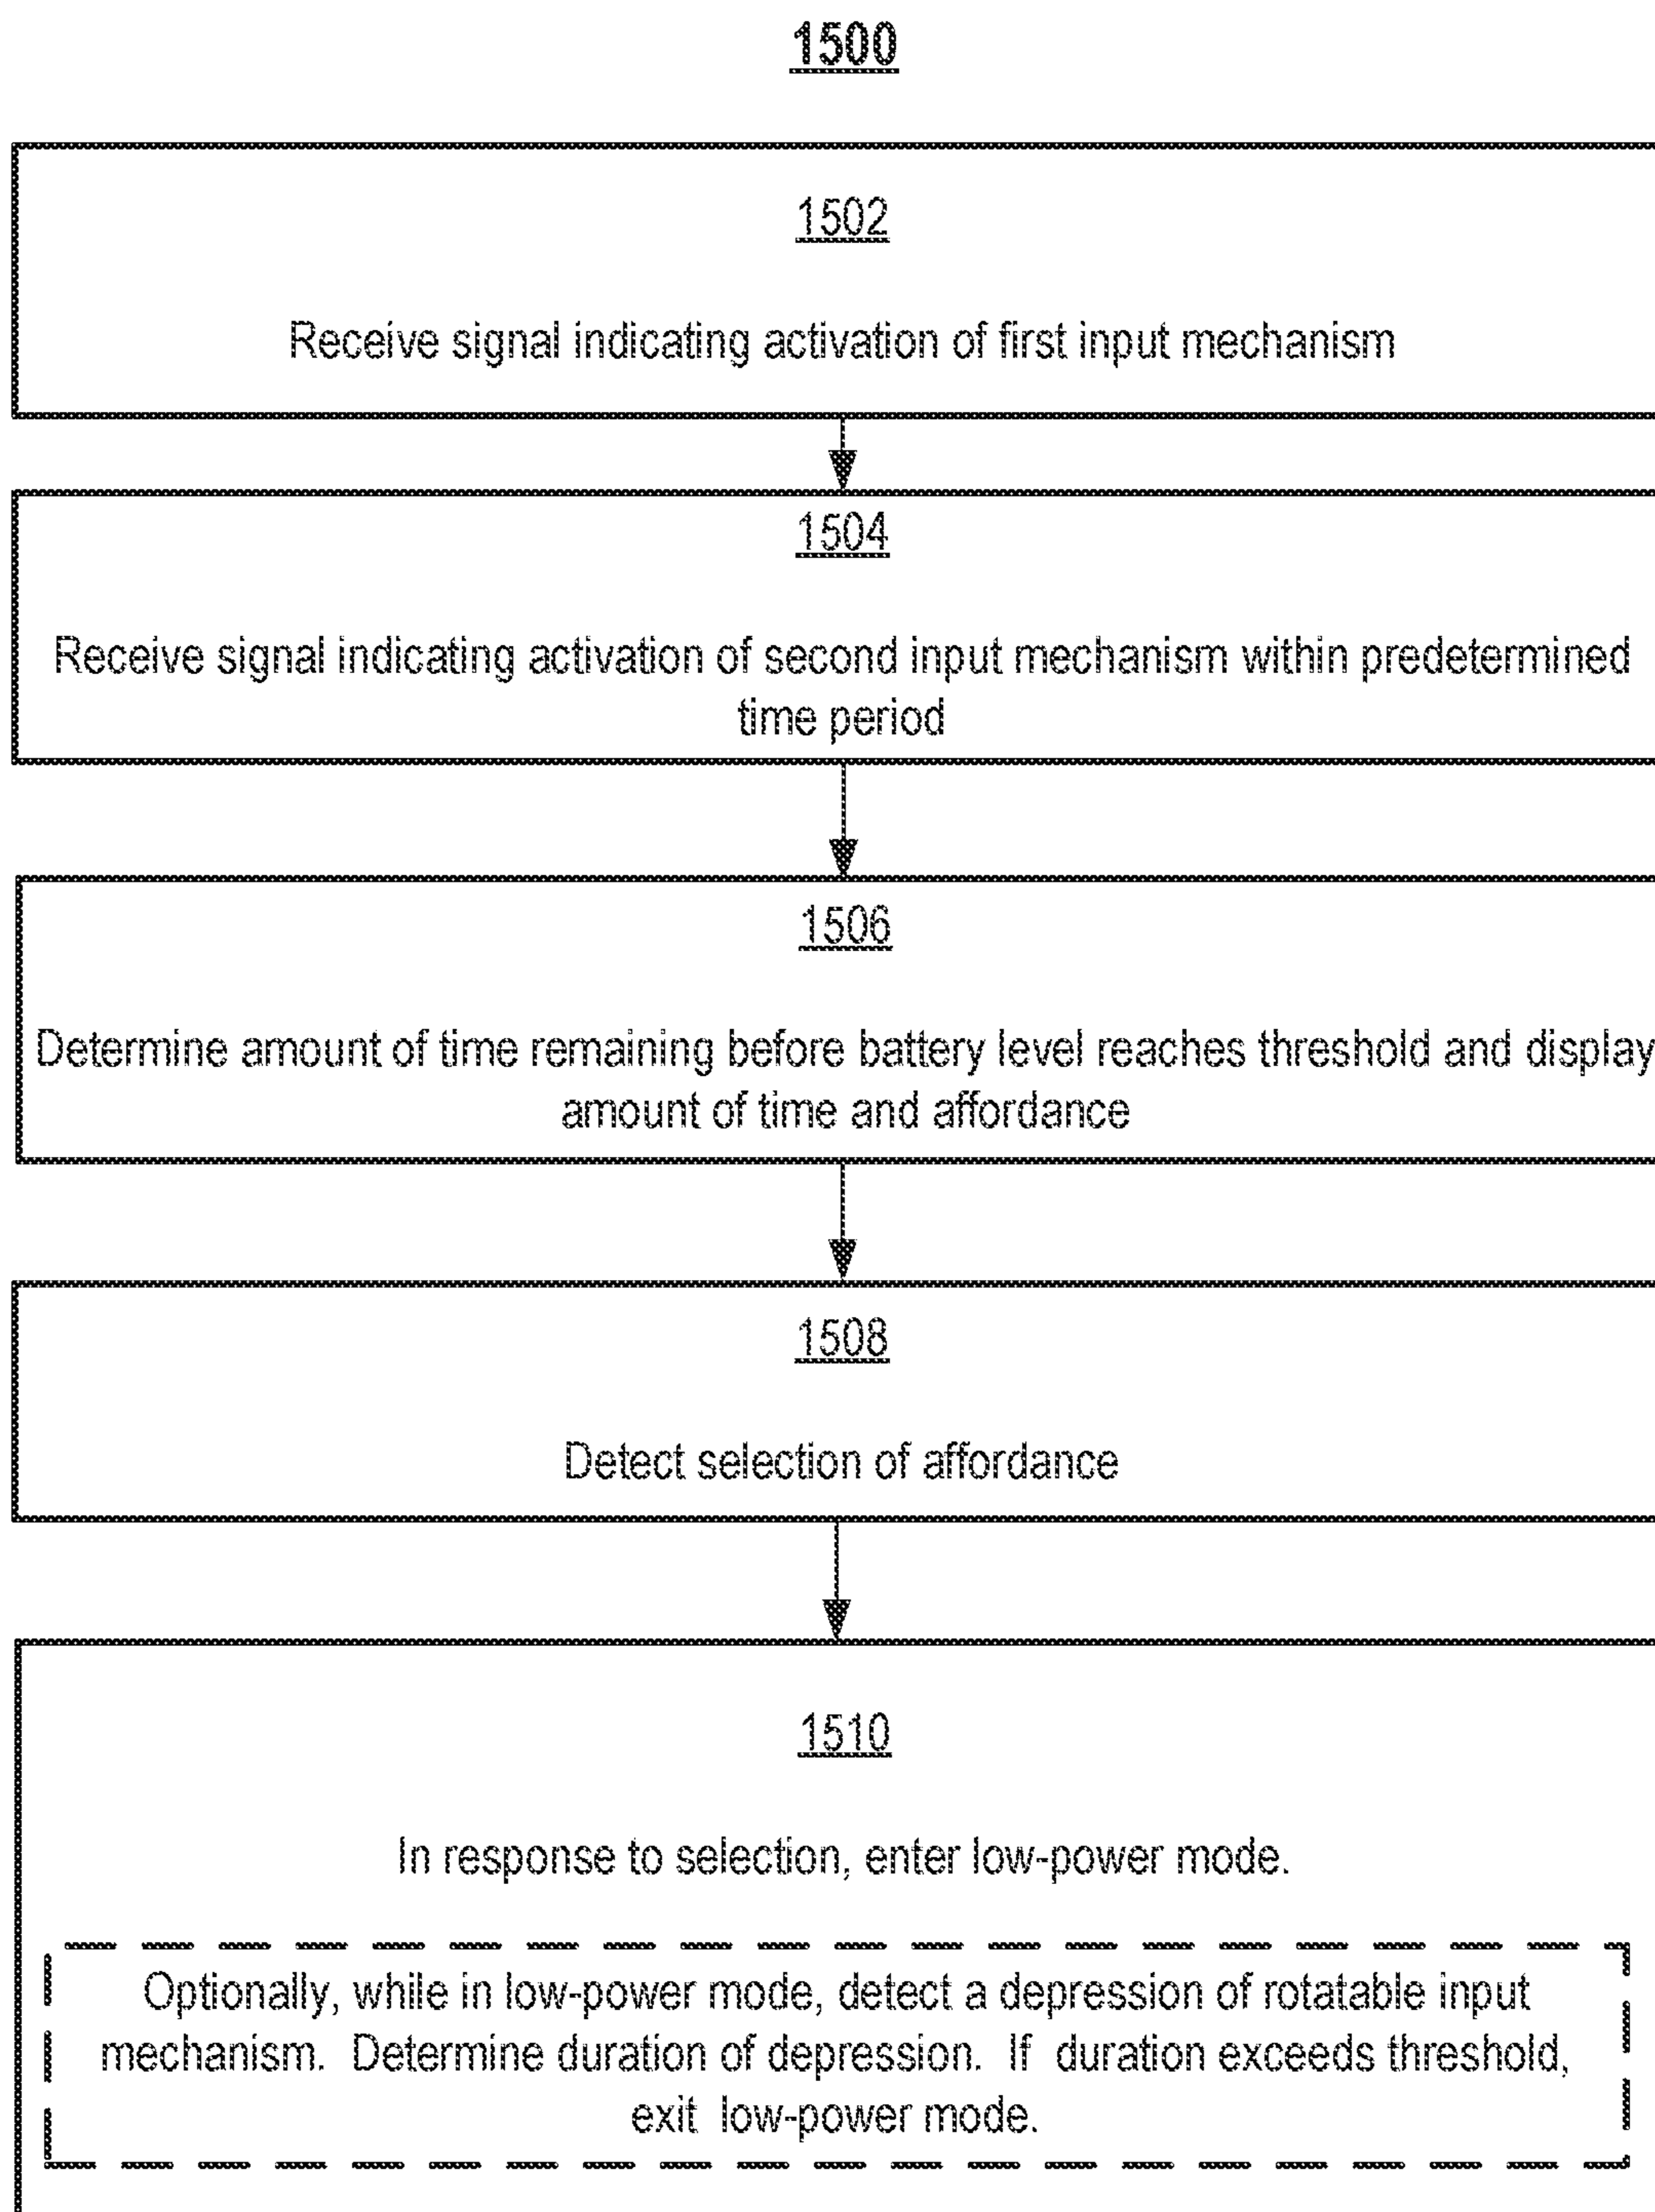 1500
1502
Receive signal indicating activation of first input mechanism
1504
Receive signal indicating activation of second input mechanism within predetermined
time period
1506
Determine amount of time remaining before battery level reaches threshold and display
amount of time and affordance
1508
Detect selection of affordance
1510
In response to selection, enter low-power mode.
Optionally, while in low-power mode, detect a depression of rotatable input
mechanism. Determine duration of depression. If duration exceeds threshold,
exit low-power mode.